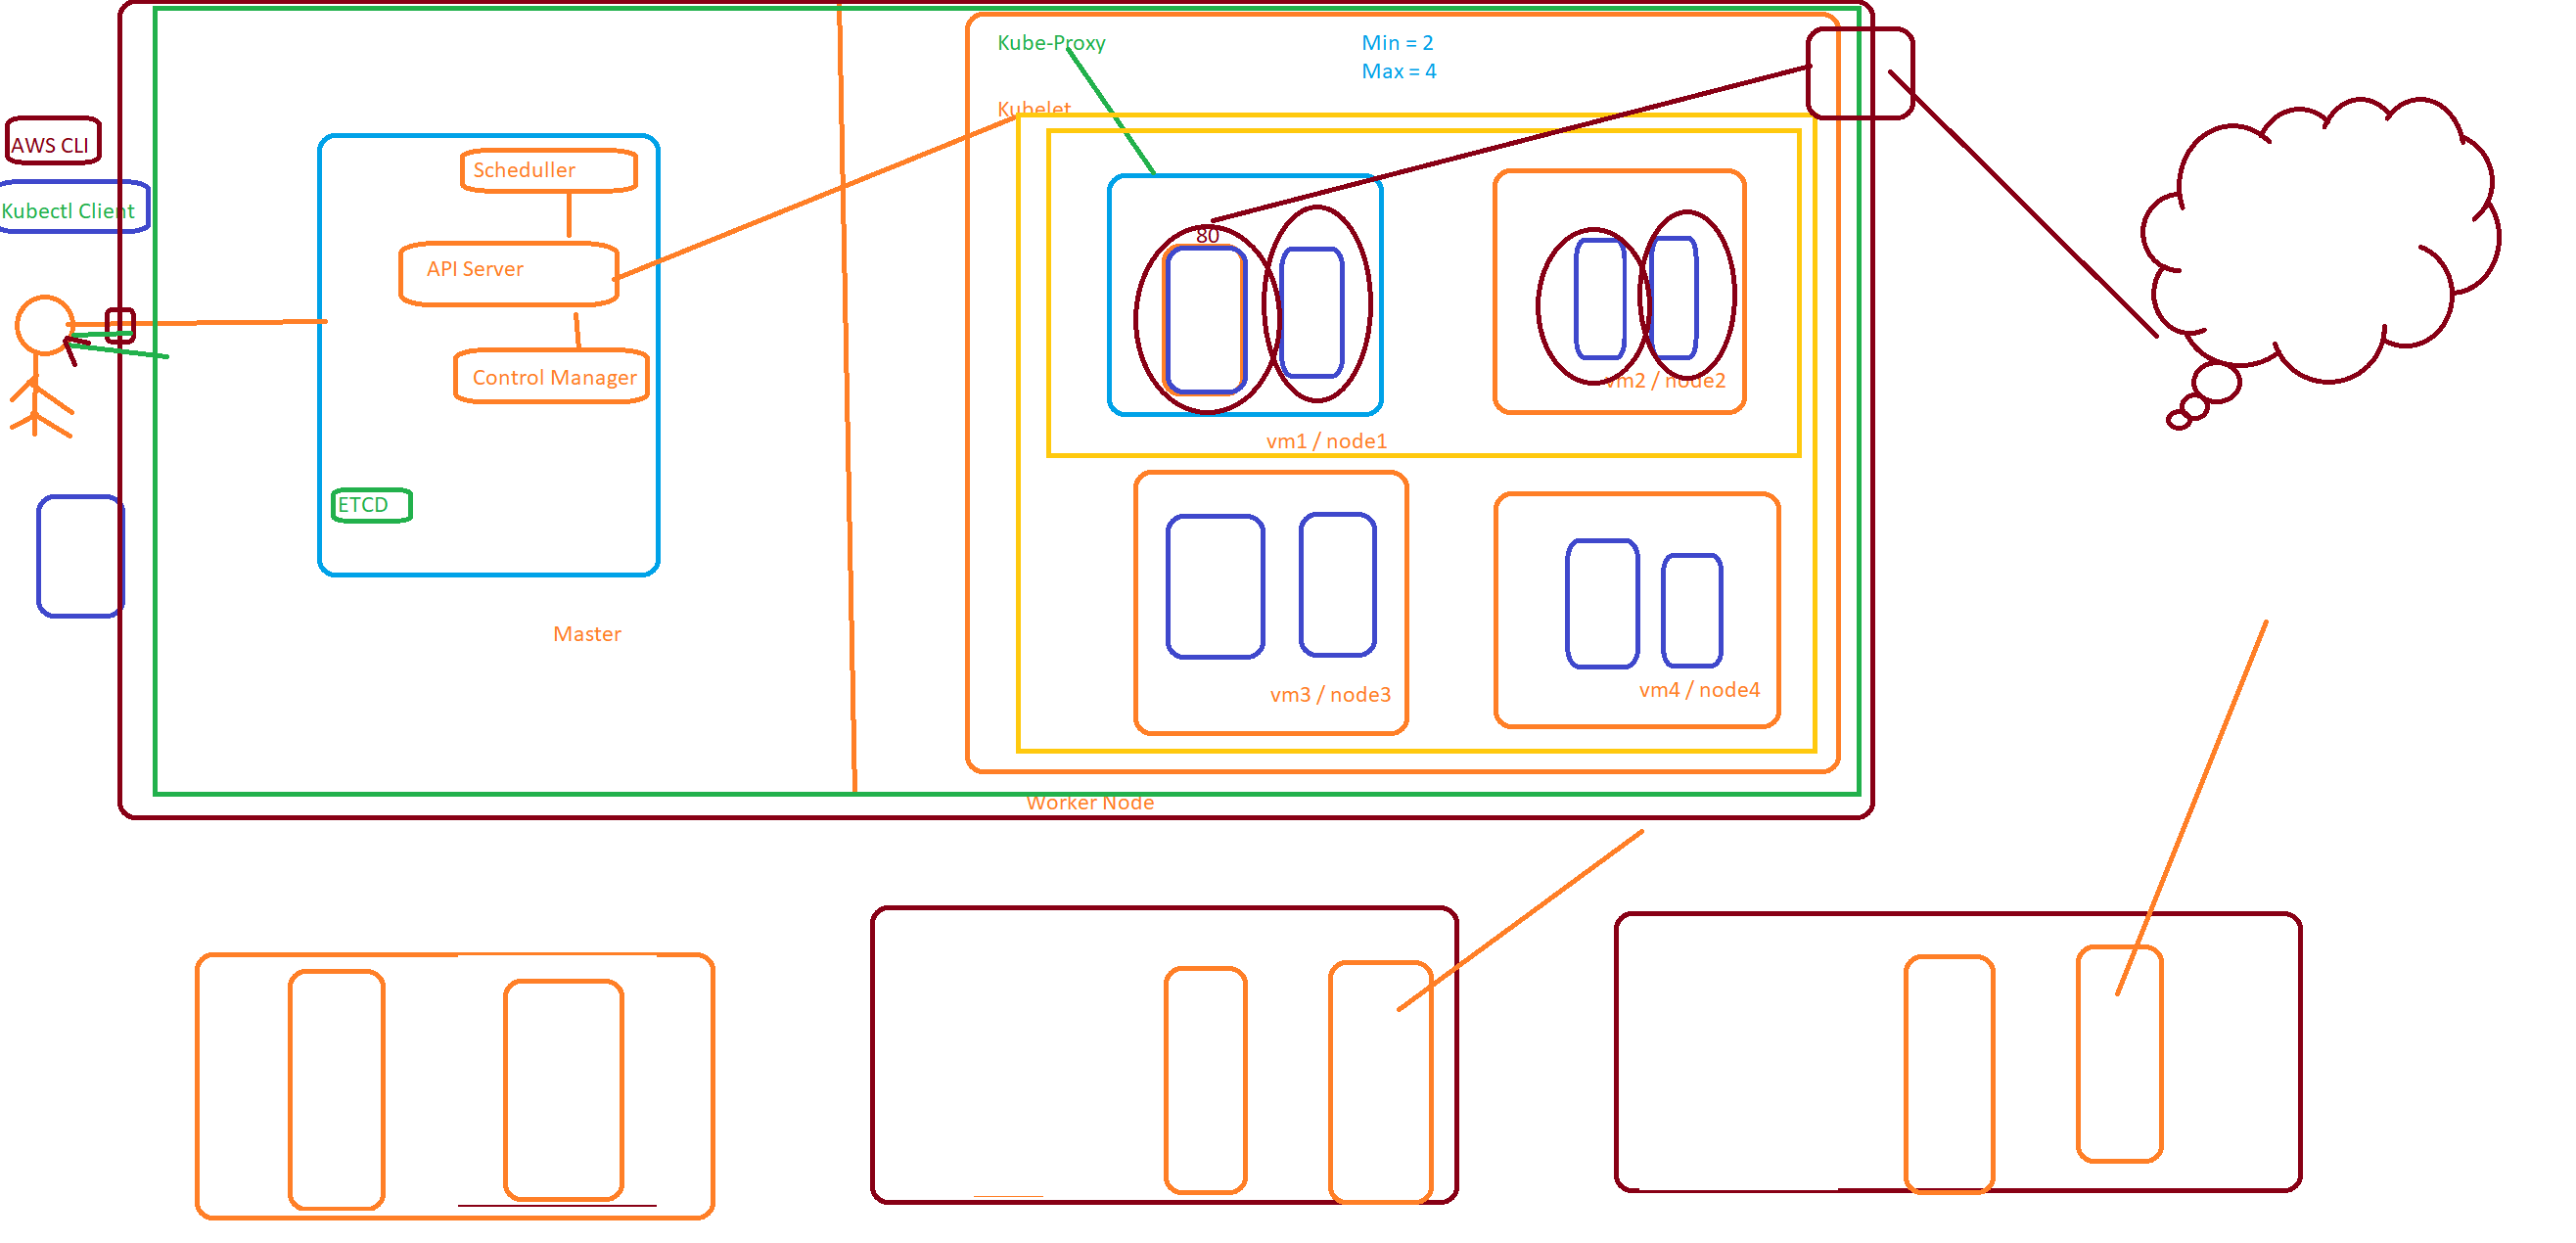 AWS CLI
Kubectl Client
Scheduller
API Server
Control Manager
ETCD
Master
Kube-Proxy
Min = 2
Max = 4
Kubelet
80
vm1 / node1
vm2 / node2
vm3 / node3
vm4 / node4
Worker Node